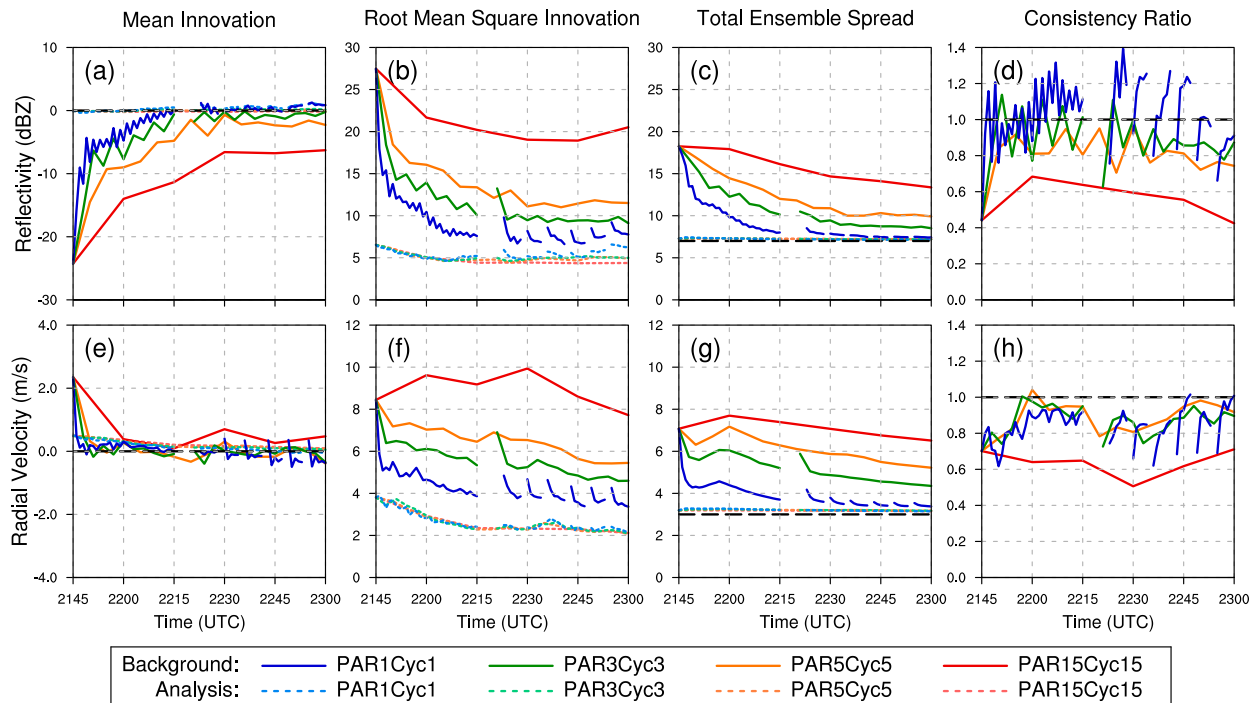 Mean Innovation Root Mean Square Innovation Total Ensemble Spread Consistency Ratio
Reflectivity (dBZ)
(a)
10
0
-10
-20
-30
(b)
30
25
20
15
10
5
0
(c)
30
25
20
15
10
5
0
(d)
1.4
1.2
1.0
0.8
0.6
0.4
0.2
0.0
Radial Velocity (m/s)
(e)
4.0
2.0
0.0
-2.0
-4.0
2145 2200 2215 2230 2245 2300
Time (UTC)
(f)
12
10
8
6
4
2
0
2145 2200 2215 2230 2245 2300
Time (UTC)
(g)
12
10
8
6
4
2
0
2145 2200 2215 2230 2245 2300
Time (UTC)
(h)
1.4
1.2
1.0
0.8
0.6
0.4
0.2
0.0
2145 2200 2215 2230 2245 2300
Time (UTC)
Background: PAR1Cyc1 PAR3Cyc3 PAR5Cyc5 PAR15Cyc15
Analysis: PAR1Cyc1 PAR3Cyc3 PAR5Cyc5 PAR15Cyc15